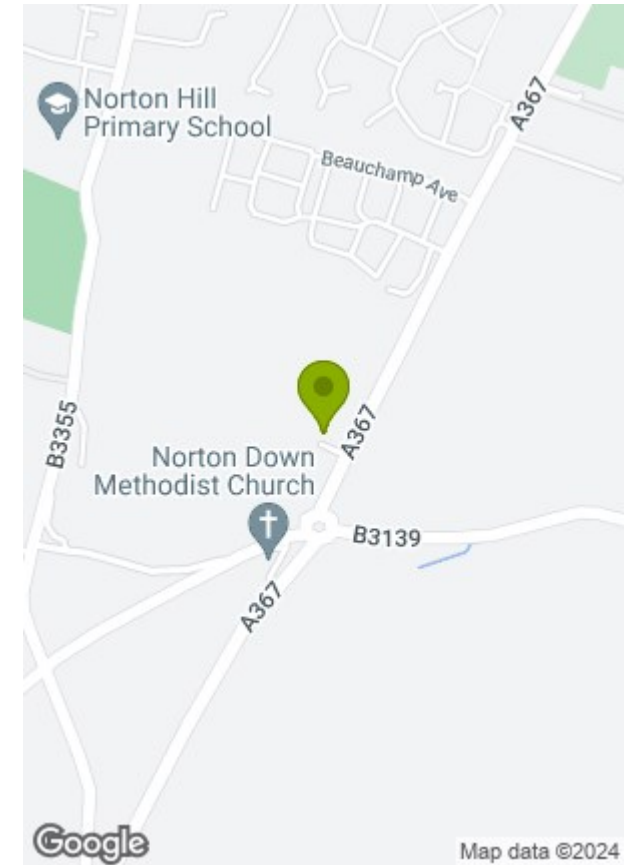 Norton Hill
Primary School
A367
Beauchamp Ave
B3355
A367
Norton Down
Methodist Church
B3139
A367
Google
Map data ©2024